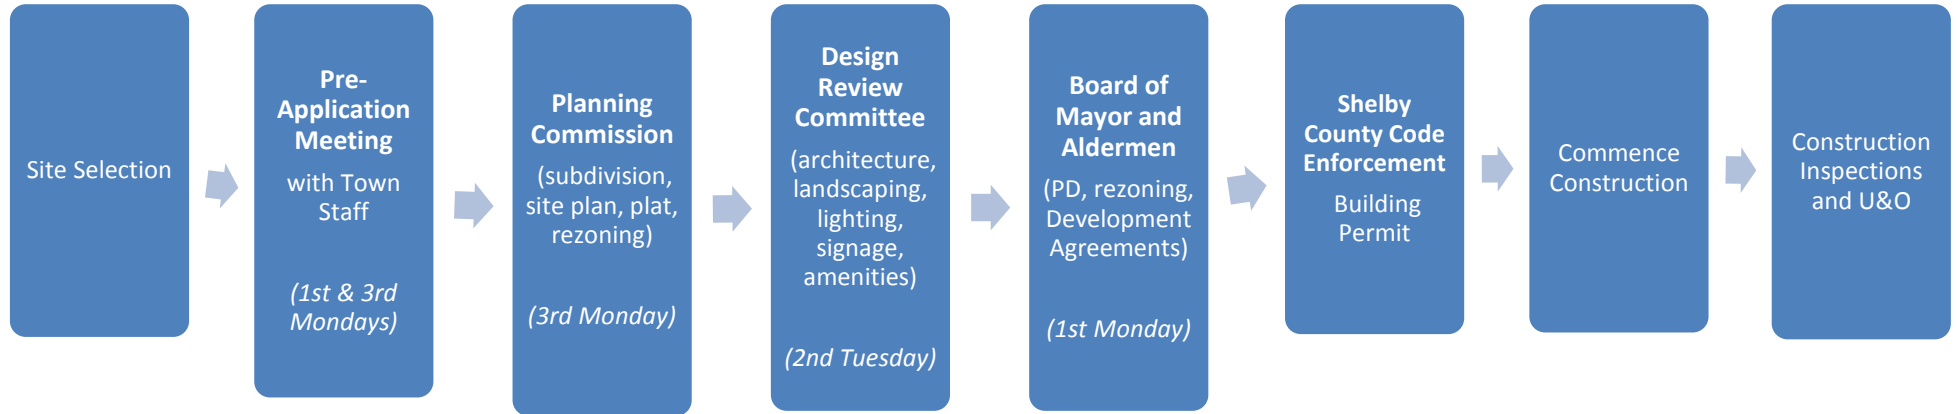 Site Selection
Pre-
Application
Meeting
with Town
Staff
(1st & 3rd
Mondays)
Planning
Commission
(subdivision,
site plan, plat,
rezoning)
(3rd Monday)
Design
Review
Committee
(architecture,
landscaping,
lighting,
signage,
amenities)
(2nd Tuesday)
Board of
Mayor and
Aldermen
(PD, rezoning,
Development
Agreements)
(1st Monday)
Shelby
County Code
Enforcement
Building
Permit
Commence
Construction
Construction
Inspections
and U&O